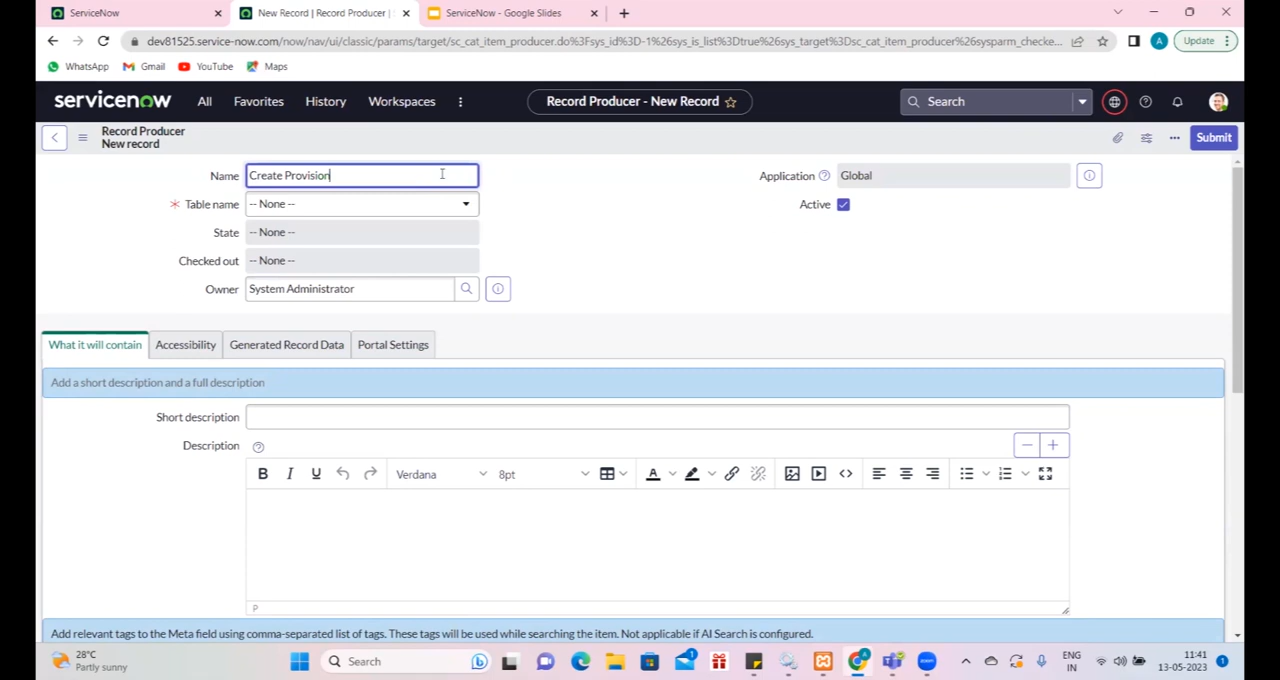 ServiceNow
New Record | Record Producer |
ServiceNow - Google Slides
dev81525.service-now.com/now/nav/ui/classic/params/target/sc_cat_item_producer.do%3Fsys_id%3D-1%26sys_is_list%3Dtrue%26sys_target%3Dsc_cat_item_producer%26sysparm_checke...
A
Update
WhatsApp
Gmail
YouTube
Maps
servicenow
All
Favorites
History
Workspaces
Record Producer - New Record
Search
Record Producer
New record
Submit
Name
Create Provision
Application
Global
Table name
-- None --
Active
State
-- None --
Checked out
-- None --
Owner
System Administrator
What it will contain
Accessibility
Generated Record Data
Portal Settings
Add a short description and a full description
Short description
Description
B I U
Verdana
8pt
A
P
Add relevant tags to the Meta field using comma-separated list of tags. These tags will be used while searching the item. Not applicable if AI Search is configured.
28°C
Partly sunny
Search
1
ENG
IN
11:41
13-05-2023
1